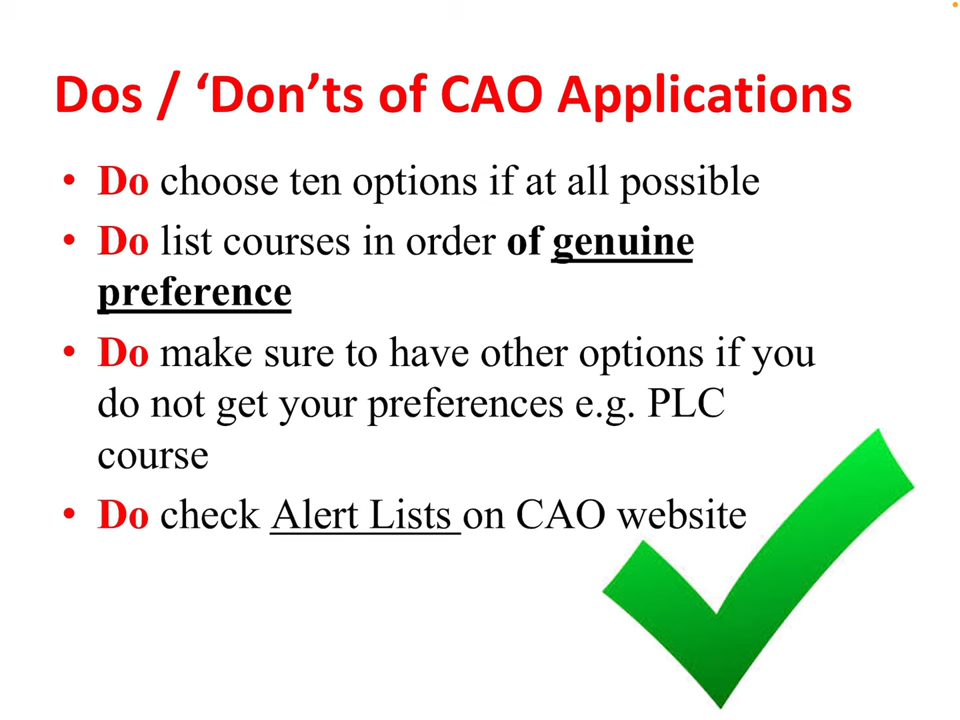 Dos / ‘Don’ts of CAO Applications
• Do choose ten options if at all possible
• Do list courses in order of genuine
preference
• Do make sure to have other options if you
do not get your preferences e.g. PLC
course
• Do check Alert Lists on CAO website